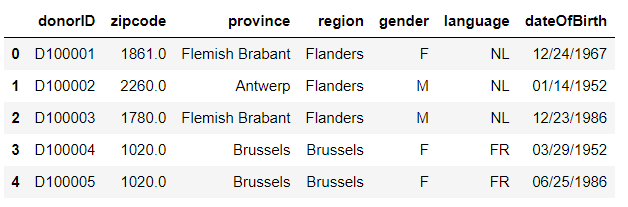 donorID zipcode province region gender language dateOfBirth
0 D100001 1861.0 Flemish Brabant Flanders F NL 12/24/1967
1 D100002 2260.0 Antwerp Flanders M NL 01/14/1952
2 D100003 1780.0 Flemish Brabant Flanders M NL 12/23/1986
3 D100004 1020.0 Brussels Brussels F FR 03/29/1952
4 D100005 1020.0 Brussels Brussels F FR 06/25/1986